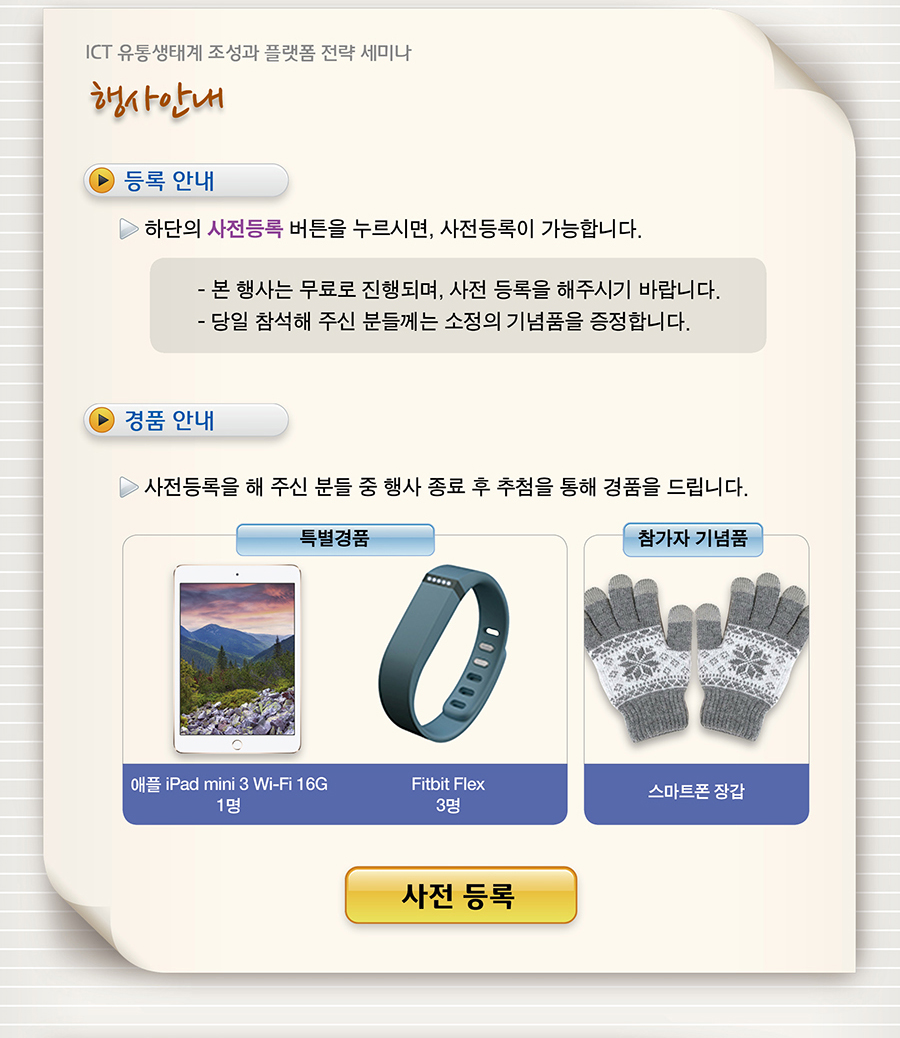 ICT 유통생태계 조성과 플랫폼 전략 세미나
행사안내
등록 안내
하단의 사전등록 버튼을 누르시면, 사전등록이 가능합니다.
- 본 행사는 무료로 진행되며, 사전 등록을 해주시기 바랍니다.
- 당일 참석해 주신 분들께는 소정의 기념품을 증정합니다.
경품 안내
사전등록을 해 주신 분들 중 행사 종료 후 추첨을 통해 경품을 드립니다.
특별경품
참가자 기념품
애플 iPad mini 3 Wi-Fi 16G
1명
Fitbit Flex
3명
스마트폰 장갑
사전 등록